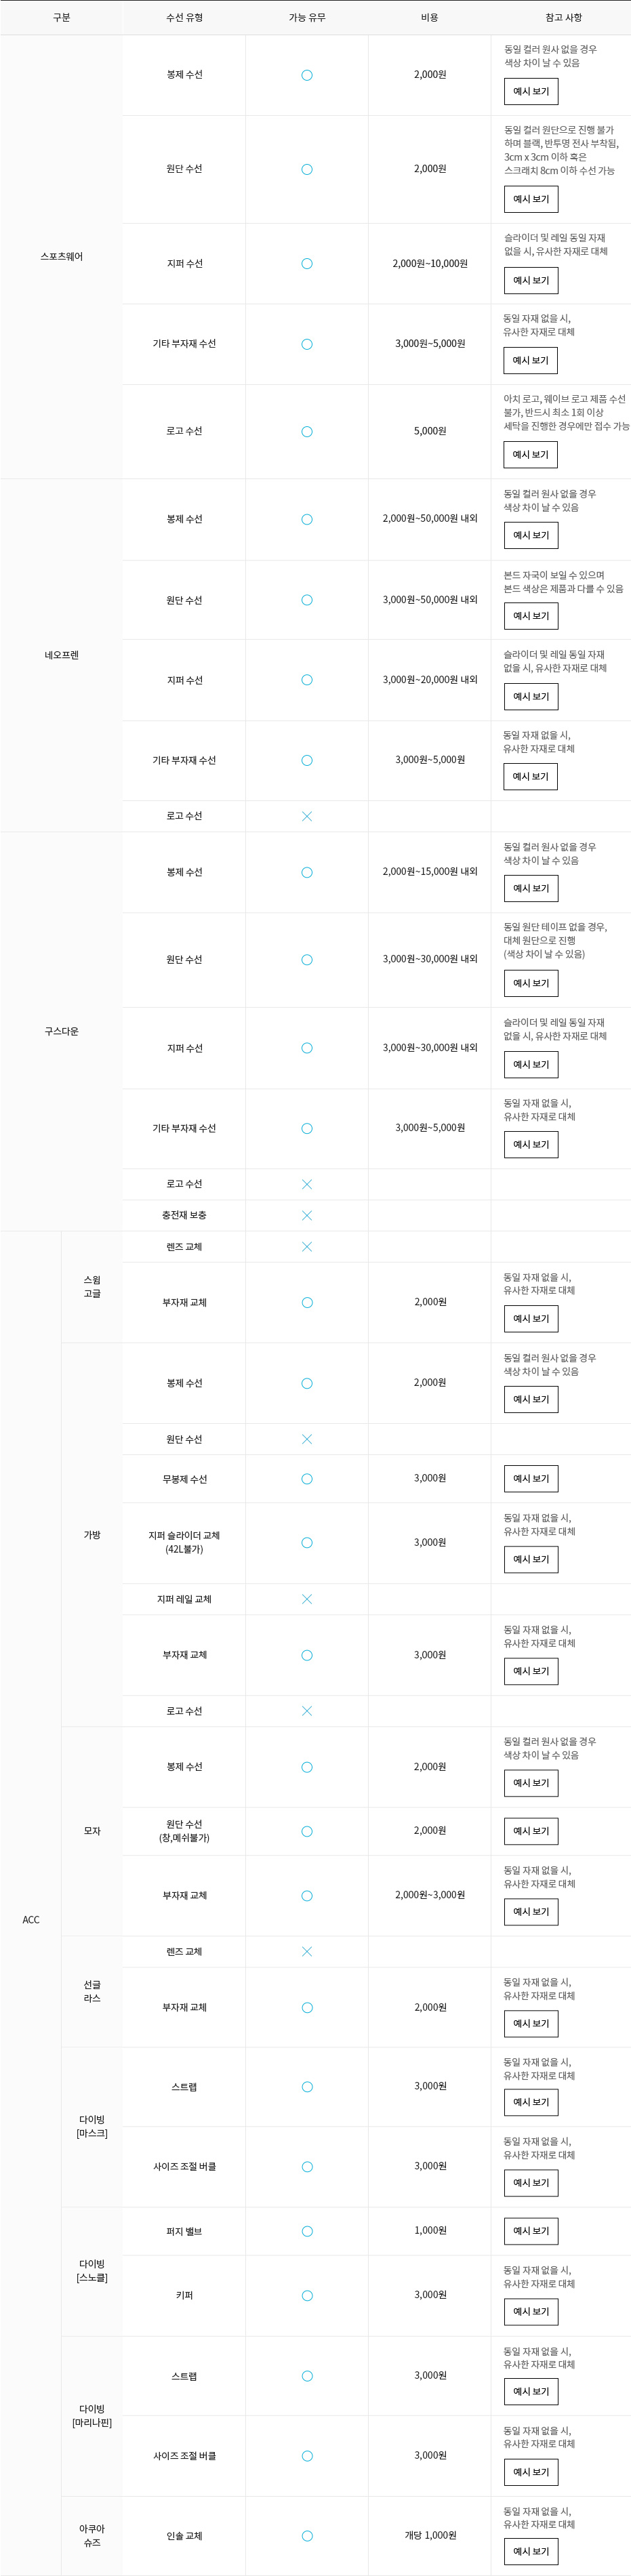 구분 수선 유형 가능 유무 비용 참고 사항
스포츠웨어
봉제 수선 ○ 2,000원
동일 컬러 원사 없을 경우
색상 차이 날 수 있음
예시 보기
원단 수선 ○ 2,000원
동일 컬러 원단으로 진행 불가
하며 블랙, 반투명 전사 부착됨,
3cm x 3cm 이하 혹은
스크래치 8cm 이하 수선 가능
예시 보기
지퍼 수선 ○ 2,000원~10,000원
슬라이더 및 레일 동일 자재
없을 시, 유사한 자재로 대체
예시 보기
기타 부자재 수선 ○ 3,000원~5,000원
동일 자재 없을 시,
유사한 자재로 대체
예시 보기
로고 수선 ○ 5,000원
아치 로고, 웨이브 로고 제품 수선
불가, 반드시 최소 1회 이상
세탁을 진행한 경우에만 접수 가능
예시 보기
네오프렌
봉제 수선 ○ 2,000원~50,000원 내외
동일 컬러 원사 없을 경우
색상 차이 날 수 있음
예시 보기
원단 수선 ○ 3,000원~50,000원 내외
본드 자국이 보일 수 있으며
본드 색상은 제품과 다를 수 있음
예시 보기
지퍼 수선 ○ 3,000원~20,000원 내외
슬라이더 및 레일 동일 자재
없을 시, 유사한 자재로 대체
예시 보기
기타 부자재 수선 ○ 3,000원~5,000원
동일 자재 없을 시,
유사한 자재로 대체
예시 보기
로고 수선 ×
구스다운
봉제 수선 ○ 2,000원~15,000원 내외
동일 컬러 원사 없을 경우
색상 차이 날 수 있음
예시 보기
원단 수선 ○ 3,000원~30,000원 내외
동일 원단 테이프 없을 경우,
대체 원단으로 진행
(색상 차이 날 수 있음)
예시 보기
지퍼 수선 ○ 3,000원~30,000원 내외
슬라이더 및 레일 동일 자재
없을 시, 유사한 자재로 대체
예시 보기
기타 부자재 수선 ○ 3,000원~5,000원
동일 자재 없을 시,
유사한 자재로 대체
예시 보기
로고 수선 ×
충전재 보충 ×
ACC
스윔
고글
렌즈 교체 ×
부자재 교체 ○ 2,000원
동일 자재 없을 시,
유사한 자재로 대체
예시 보기
가방
봉제 수선 ○ 2,000원
동일 컬러 원사 없을 경우
색상 차이 날 수 있음
예시 보기
원단 수선 ×
무봉제 수선 ○ 3,000원
예시 보기
지퍼 슬라이더 교체
(42L불가)
○ 3,000원
동일 자재 없을 시,
유사한 자재로 대체
예시 보기
지퍼 레일 교체 ×
부자재 교체 ○ 3,000원
동일 자재 없을 시,
유사한 자재로 대체
예시 보기
로고 수선 ×
모자
봉제 수선 ○ 2,000원
동일 컬러 원사 없을 경우
색상 차이 날 수 있음
예시 보기
원단 수선
(창,메쉬불가)
○ 2,000원
예시 보기
부자재 교체 ○ 2,000원~3,000원
동일 자재 없을 시,
유사한 자재로 대체
예시 보기
선글
라스
렌즈 교체 ×
부자재 교체 ○ 2,000원
동일 자재 없을 시,
유사한 자재로 대체
예시 보기
다이빙
[마스크]
스트랩 ○ 3,000원
동일 자재 없을 시,
유사한 자재로 대체
예시 보기
사이즈 조절 버클 ○ 3,000원
동일 자재 없을 시,
유사한 자재로 대체
예시 보기
다이빙
[스노클]
퍼지 밸브 ○ 1,000원
예시 보기
키퍼 ○ 3,000원
동일 자재 없을 시,
유사한 자재로 대체
예시 보기
다이빙
[마리나핀]
스트랩 ○ 3,000원
동일 자재 없을 시,
유사한 자재로 대체
예시 보기
사이즈 조절 버클 ○ 3,000원
동일 자재 없을 시,
유사한 자재로 대체
예시 보기
아쿠아
슈즈
인솔 교체 ○ 개당 1,000원
동일 자재 없을 시,
유사한 자재로 대체
예시 보기